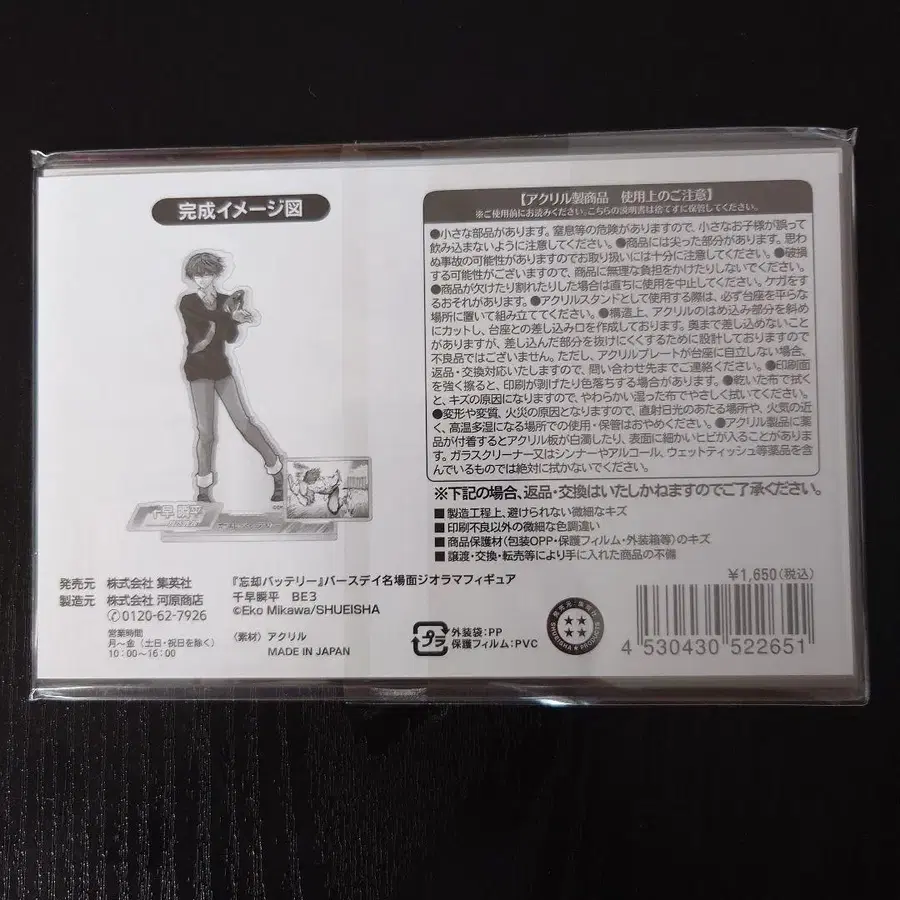 完成イメージ図
千早 瞬平
【アクリル製商品 使用上のご注意】
※ご使用前にお読みください。こちらの説明書は捨てずに保管してください。
●小さな部品があります。窒息等の危険がありますので、小さなお子様が誤って
飲み込まないように注意してください。●商品には尖った部分があります。思わ
ぬ事故の可能性がありますのでお取り扱いには十分に注意してください。●破損
する可能性がございますので、商品に無理な負担をかけたりしないでください。
●商品が欠けたり割れたりした場合は直ちに使用を中止してください。ケガをす
るおそれがあります。●アクリルスタンドとして使用する際は、必ず台座を平らな
場所に置いて組み立ててください。●構造上、アクリルのはめ込み部分を斜め
にカットし、台座との差し込み口を作成しております。奥まで差し込めないこと
がありますが、差し込んだ部分を抜けにくくするために設計しておりますので
不良品ではございません。ただし、アクリルプレートが台座に自立しない場合、
返品・交換対応いたしますので、問い合わせ先までご連絡ください。●印刷面
を強く擦ると、印刷が剥げたり色落ちする場合があります。●乾いた布で拭く
と、キズの原因になりますので、やわらかい湿った布でやさしく拭いてください。
●変形や変質、火災の原因となりますので、直射日光のあたる場所や、火気の近
く、高温多湿になる場所での使用・保管はおやめください。●アクリル製品に薬
品が付着するとアクリル板が白濁したり、表面に細かいヒビが入ることがありま
す。ガラスクリーナー又はシンナーやアルコール、ウェットティッシュ等薬品を含
んでいるものでは絶対に拭かないでください。
※下記の場合、返品・交換はいたしかねますのでご了承ください。
■製造工程上、避けられない微細なキズ
■印刷不良以外の微細な色調違い
■商品保護材(包装OPP・保護フィルム・外装箱等)のキズ
■譲渡・交換・転売等により手に入れた商品の不備
発売元 株式会社 集英社
製造元 株式会社 河原商店
0120-62-7926
営業時間
月～金(土日・祝日を除く)
10:00～16:00
『忘却バッテリー』バースデイ名場面ジオラマフィギュア
千早瞬平 BE3
©Eko Mikawa/SHUEISHA
〈素材〉アクリル
MADE IN JAPAN
プラ
外装袋:PP
保護フィルム:PVC
¥1,650(税込)
4 530430 522651